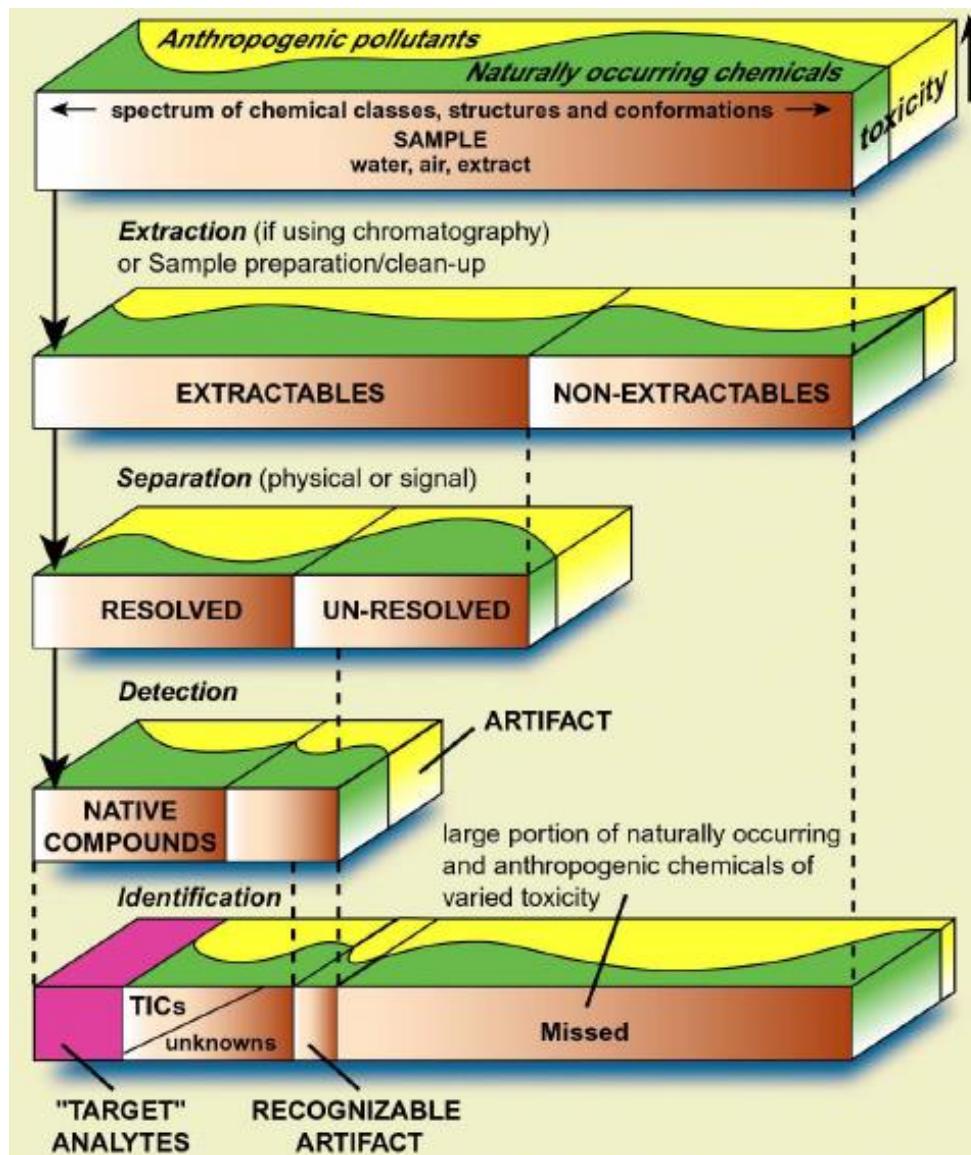 Anthropogenic pollutants
Naturally occurring chemicals
spectrum of chemical classes, structures and conformations
SAMPLE
water, air, extract
toxicity
Extraction (if using chromatography)
or Sample preparation/clean-up
EXTRACTABLES
NON-EXTRACTABLES
Separation (physical or signal)
RESOLVED
UN-RESOLVED
Detection
ARTIFACT
NATIVE
COMPOUNDS
large portion of naturally occurring
and anthropogenic chemicals of
varied toxicity
Identification
TICs
unknowns
Missed
"TARGET"
ANALYTES
RECOGNIZABLE
ARTIFACT